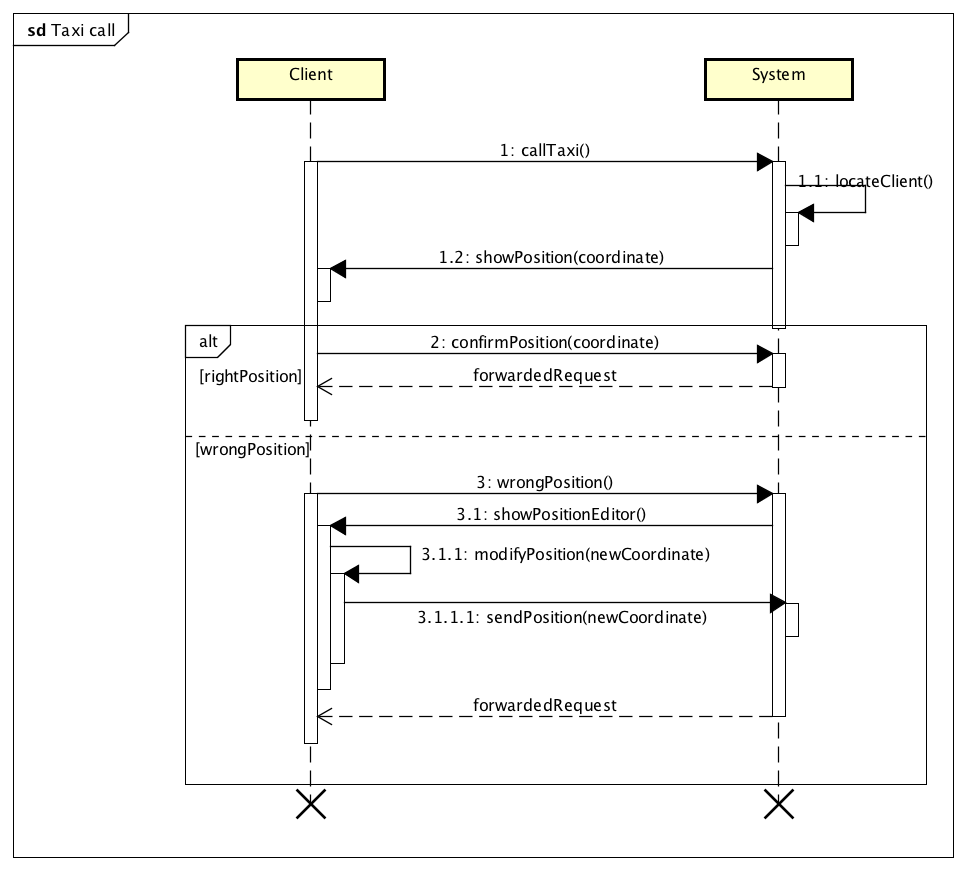 sd Taxi call
Client
System
1: callTaxi()
1.1: locateClient()
1.2: showPosition(coordinate)
alt
2: confirmPosition(coordinate)
[rightPosition]
forwardedRequest
[wrongPosition]
3: wrongPosition()
3.1: showPositionEditor()
3.1.1: modifyPosition(newCoordinate)
3.1.1.1: sendPosition(newCoordinate)
forwardedRequest